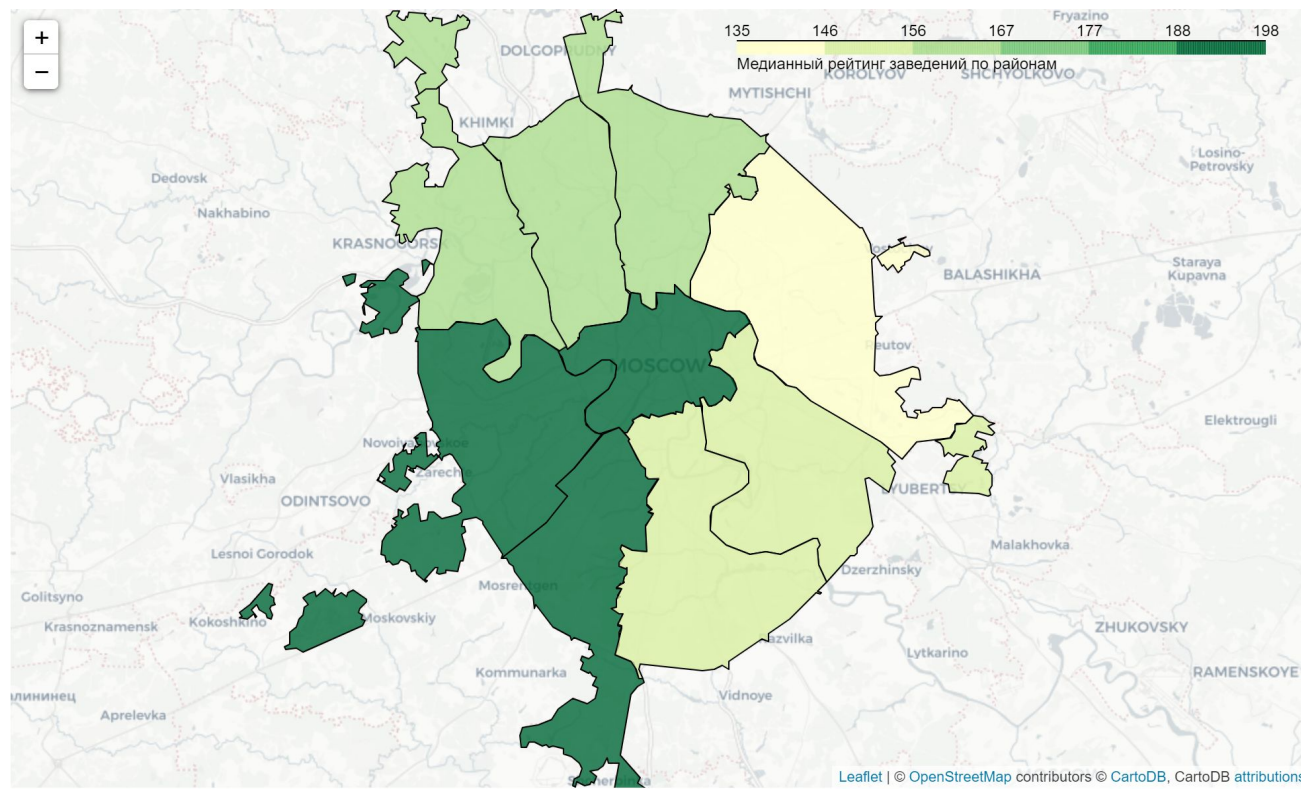 +
−
135 146 156 167 177 188 198
Медианный рейтинг заведений по районам
Fryazino
DOLGOPRUDNY
KOROLYOV
SHCHYOLKOVO
MYTISHCHI
KHIMKI
Losino-
Petrovsky
Dedovsk
Nakhabino
KRASNOGORSK
Staraya
Kupavna
BALASHIKHA
Reutov
MOSCOW
Elektrougli
Novoivanovskoe
Zarech
Vlasikha
ODINTSOVO
LYUBERTSY
Malakhovka
Lesnoi Gorodok
Dzerzhinsky
Mosrentgen
Golitsyno
Krasnoznamensk
Kokoshkino
Moskovskiy
ZHUKOVSKY
azvilka
Lytkarino
Kommunarka
RAMENSKOYE
Vidnoye
Aprelevka
Leaflet | © OpenStreetMap contributors © CartoDB, CartoDB attributions